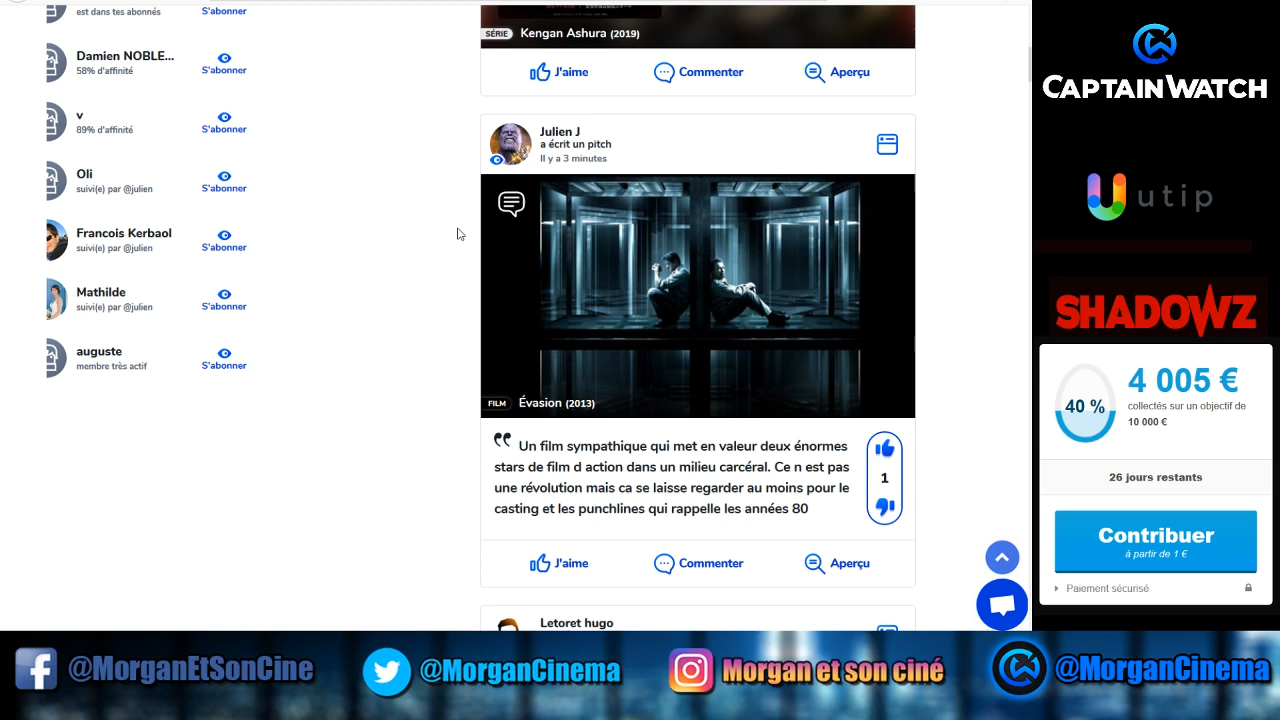 est dans tes abonnés
S'abonner
Damien NOBLE...
58% d'affinité
S'abonner
v
89% d'affinité
S'abonner
Oli
suivi(e) par @julien
S'abonner
Francois Kerbaol
suivi(e) par @julien
S'abonner
Mathilde
suivi(e) par @julien
S'abonner
auguste
membre très actif
S'abonner
SÉRIE Kengan Ashura (2019)
J'aime Commenter Aperçu
Julien J
a écrit un pitch
Il y a 3 minutes
FILM Évasion (2013)
Un film sympathique qui met en valeur deux énormes
stars de film d action dans un milieu carcéral. Ce n est pas
une révolution mais ca se laisse regarder au moins pour le
casting et les punchlines qui rappelle les années 80
1
J'aime Commenter Aperçu
Letoret hugo
CAPTAINWATCH
utip
SHADOWZ
40 %
4 005 €
collectés sur un objectif de
10 000 €
26 jours restants
Contribuer
à partir de 1 €
Paiement sécurisé
@MorganEtSonCine
@MorganCinema
Morgan et son ciné
@MorganCinema